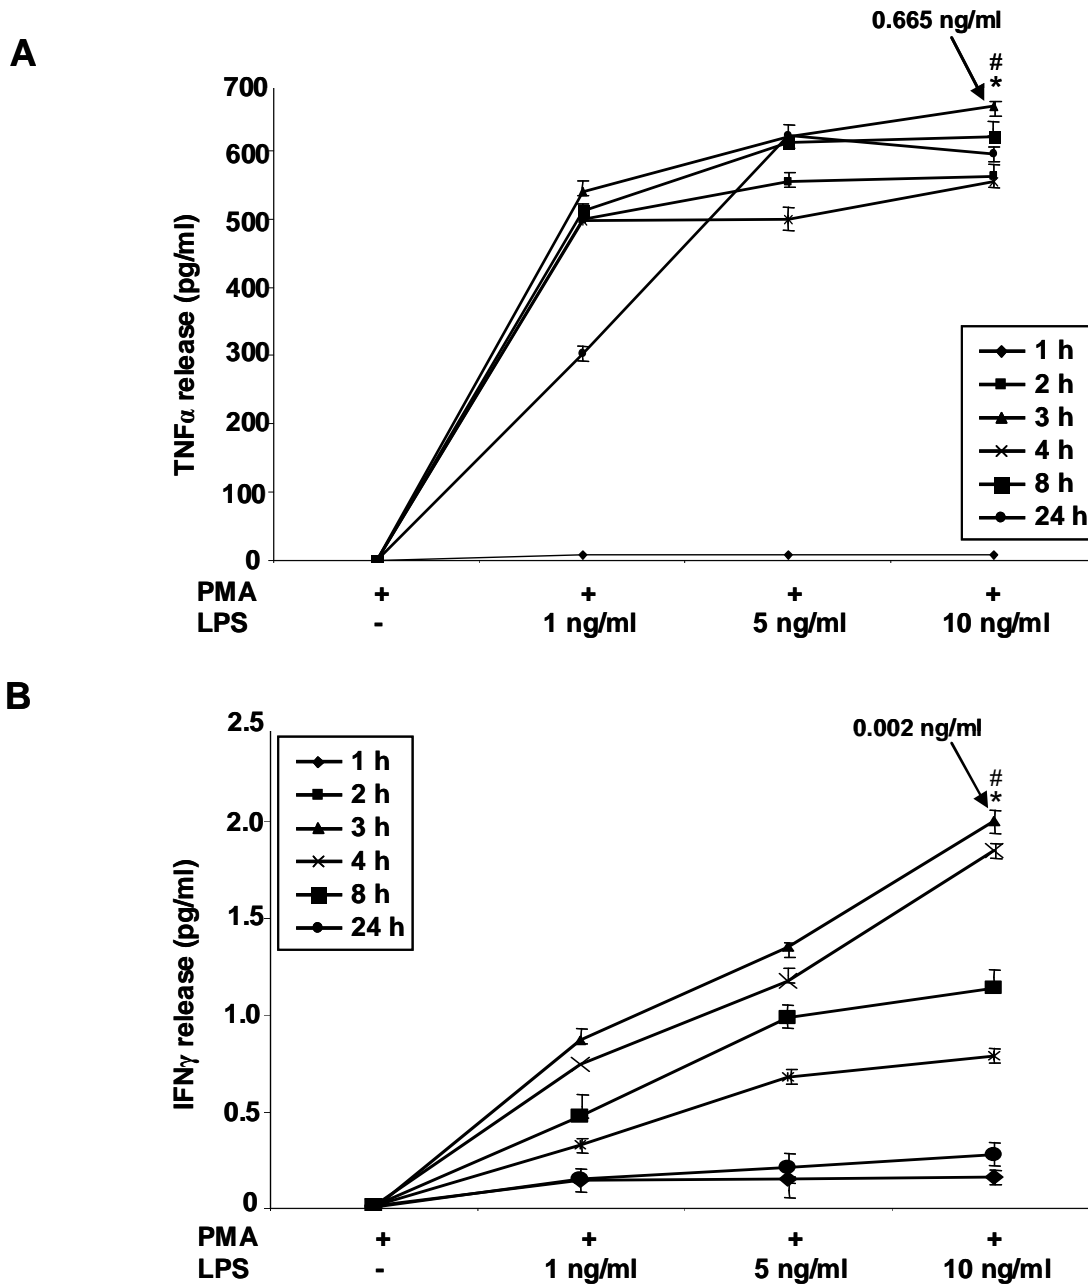 A
0.665 ng/ml
#
*
700
600
500
400
300
200
100
0
TNFα release (pg/ml)
1 h
2 h
3 h
4 h
8 h
24 h
PMA + + + +
LPS - 1 ng/ml 5 ng/ml 10 ng/ml
B
0.002 ng/ml
#
*
2.5
2.0
1.5
1.0
0.5
0
IFNγ release (pg/ml)
1 h
2 h
3 h
4 h
8 h
24 h
PMA + + + +
LPS - 1 ng/ml 5 ng/ml 10 ng/ml